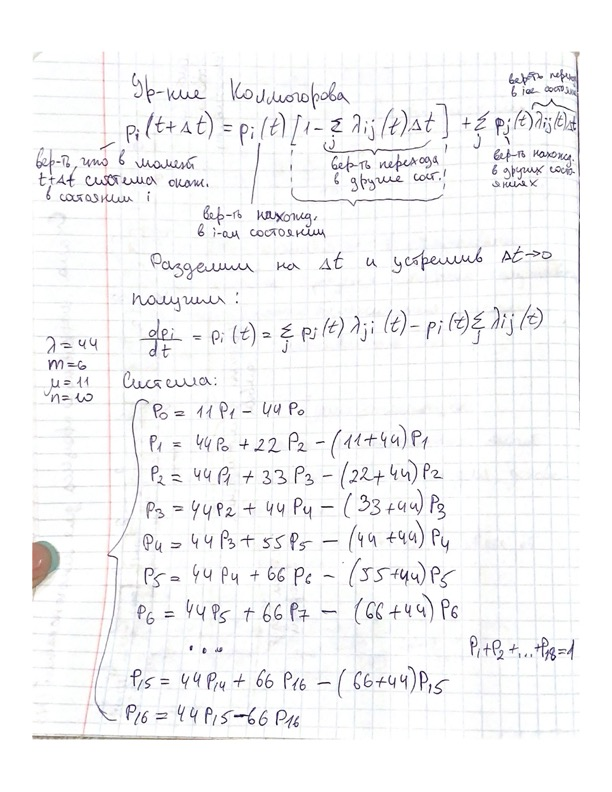 Ур-ние Колмогорова
вер-ть перехода
в i-ое состояние
pi(t+Δt) = pi(t)[1-Σj λij(t)Δt] + Σj pj(t)λij(t)Δt
вер-ть, что в момент
t+Δt система окаж.
в состоянии i
вер-ть перехода
в другие сост.
вер-ть нахожд.
в других состо-
яниях
вер-ть нахожд.
в i-ом состоянии
Разделим на Δt и устремив Δt→0
получим:
dpi/dt = pi(t) = Σj pj(t)λji(t) - pi(t)Σj λij(t)
λ=44
m=6
μ=11
n=10
Система:
P0 = 11P1 - 44P0
P1 = 44P0 + 22P2 - (11+44)P1
P2 = 44P1 + 33P3 - (22+44)P2
P3 = 44P2 + 44P4 - (33+44)P3
P4 = 44P3 + 55P5 - (44+44)P4
P5 = 44P4 + 66P6 - (55+44)P5
P6 = 44P5 + 66P7 - (66+44)P6
...
P1+P2+...+P18=1
P15 = 44P14 + 66P16 - (66+44)P15
P16 = 44P15 - 66P16